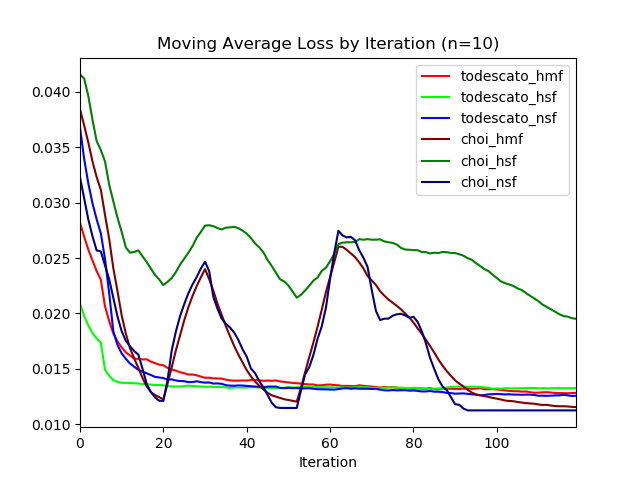 Moving Average Loss by Iteration (n=10)
0.040
0.035
0.030
0.025
0.020
0.015
0.010
todescato_hmf
todescato_hsf
todescato_nsf
choi_hmf
choi_hsf
choi_nsf
0 20 40 60 80 100
Iteration